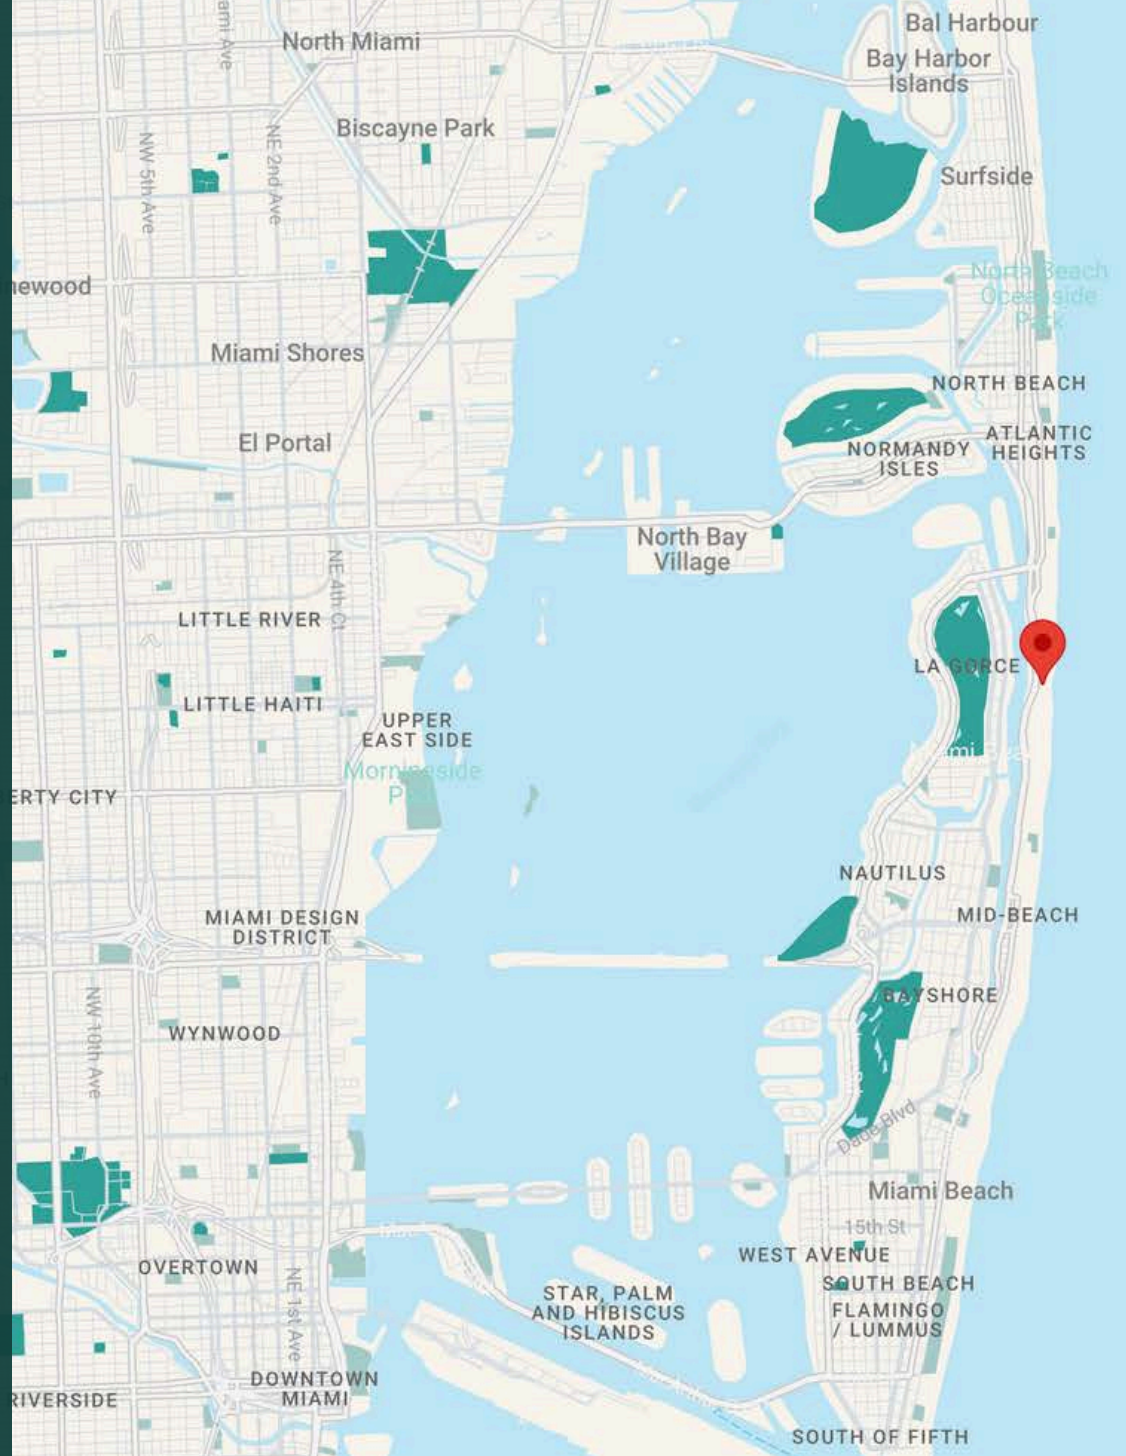 Bal Harbour
North Miami
Bay Harbor
Islands
Biscayne Park
NW 5th Ave
NE 2nd Ave
Surfside
North Beach
Oceanside
Park
Miami Shores
NORTH BEACH
El Portal
ATLANTIC
HEIGHTS
NORMANDY
ISLES
North Bay
Village
NE 4th Ct
LITTLE RIVER
LA GORCE
LITTLE HAITI
UPPER
EAST SIDE
Morningside
ERTY CITY
NAUTILUS
MIAMI DESIGN
DISTRICT
MID-BEACH
BAYSHORE
NW 10th Ave
WYNWOOD
Dade Blvd
Miami Beach
15th St
WEST AVENUE
OVERTOWN
SOUTH BEACH
NE 1st Ave
STAR, PALM
AND HIBISCUS
ISLANDS
FLAMINGO
/ LUMMUS
DOWNTOWN
MIAMI
RIVERSIDE
SOUTH OF FIFTH